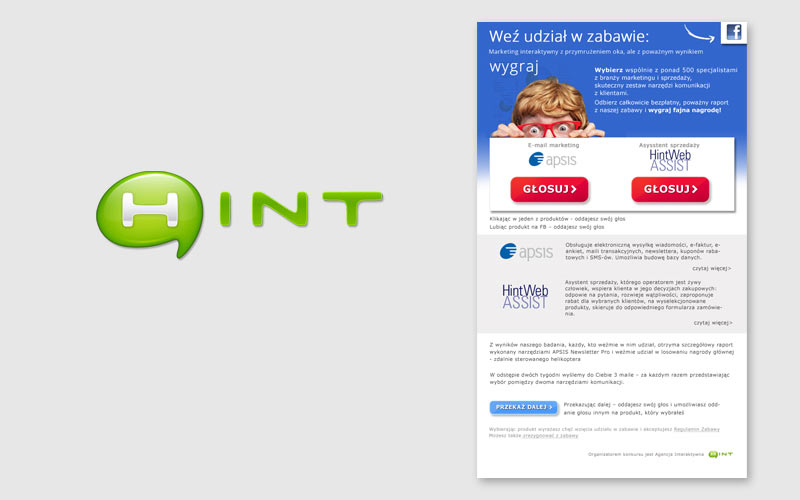 HINT
Weź udział w zabawie:
Marketing interaktywny z przymrużeniem oka, ale z poważnym wynikiem
wygraj
Wybierz wspólnie z ponad 500 specjalistami
z branży marketingu i sprzedaży,
skuteczny zestaw narzędzi komunikacji
z klientami.
Odbierz całkowicie bezpłatny, poważny raport
z naszej zabawy i wygraj fajna nagrodę!
E-mail marketing
apsis
GŁOSUJ>
Asysstent sprzedaży
HintWeb
ASSIST
GŁOSUJ>
Klikając w jeden z produktów - oddajesz swój głos
Lubiąc produkt na FB - oddajesz swój głos
apsis
Obsługuje elektroniczną wysyłkę wiadomości, e-faktur, e-
ankiet, maili transakcyjnych, newslettera, kuponów raba-
towych i SMS-ów. Umożliwia budowę bazy danych.
czytaj więcej>
HintWeb
ASSIST
Asystent sprzedaży, którego operatorem jest żywy
człowiek, wspiera klienta w jego decyzjach zakupowych:
odpowie na pytania, rozwieje wątpliwości, zaproponuje
rabat dla wybranych klientów, na wyselekcjonowane
produkty, skieruje do odpowiedniego formularza zamówie-
nia.
czytaj więcej>
Z wyników naszego badania, każdy, kto weźmie w nim udział, otrzyma szczegółowy raport
wykonany narzędziami APSIS Newsletter Pro i weźmie udział w losowaniu nagrody głównej
- zdalnie sterowanego helikoptera
W odstępie dwóch tygodni wyślemy do Ciebie 3 maile – za każdym razem przedstawiając
wybór pomiędzy dwoma narzędziami komunikacji.
PRZEKAŻ DALEJ >
Przekazując dalej – oddajesz swój głos i umożliwiasz odd-
anie głosu innym na produkt, który wybrałeś
Wybierając produkt wyrażasz chęć wzięcia udziału w zabawie i akceptujesz Regulamin Zabawy
Możesz także zrezygnować z zabawy
Organizatorem konkursu jest Agencja Interaktywna HINT